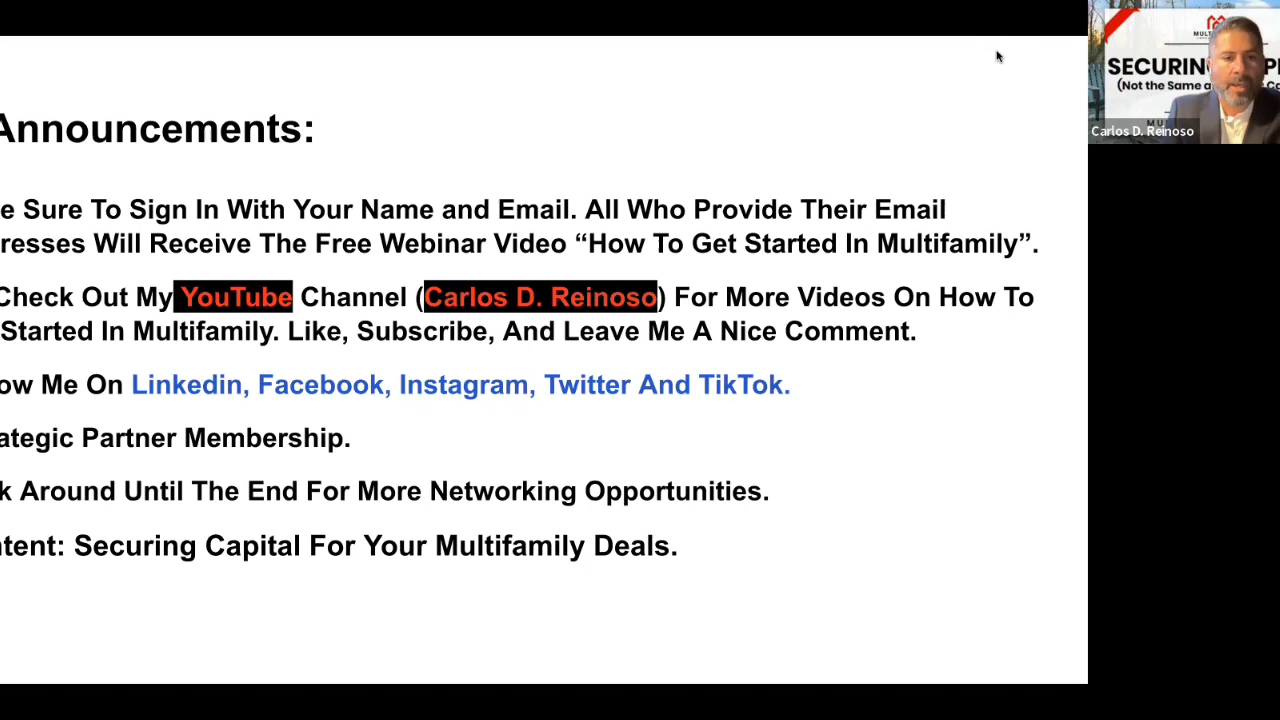 Announcements:
e Sure To Sign In With Your Name and Email. All Who Provide Their Email
resses Will Receive The Free Webinar Video “How To Get Started In Multifamily”.
Check Out My YouTube Channel (Carlos D. Reinoso) For More Videos On How To
Started In Multifamily. Like, Subscribe, And Leave Me A Nice Comment.
ow Me On Linkedin, Facebook, Instagram, Twitter And TikTok.
ategic Partner Membership.
k Around Until The End For More Networking Opportunities.
ntent: Securing Capital For Your Multifamily Deals.
MULT
SECURIN
(Not the Same a
MU
Carlos D. Reinoso